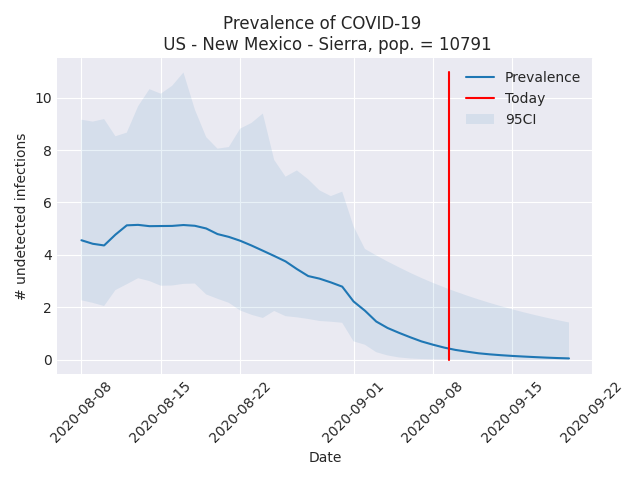 Prevalence of COVID-19
US - New Mexico - Sierra, pop. = 10791
Prevalence
Today
95CI
10
8
6
4
2
0
# undetected infections
2020-08-08
2020-08-15
2020-08-22
2020-09-01
2020-09-08
2020-09-15
2020-09-22
Date